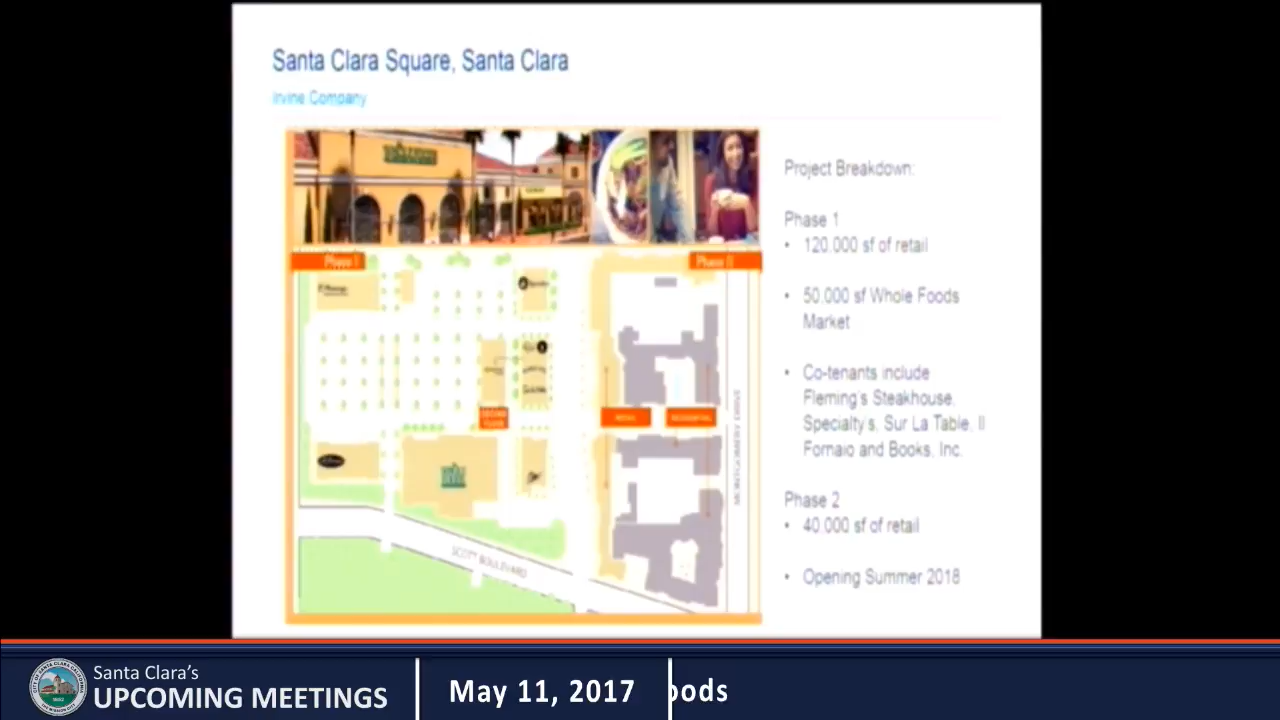 Santa Clara Square, Santa Clara
Irvine Company
Phase I
Phase II
SCOTT BOULEVARD
Project Breakdown:
Phase 1
• 120.000 sf of retail
• 50.000 sf Whole Foods
Market
• Co-tenants include
Fleming's Steakhouse,
Specialty's, Sur La Table, Il
Fornaio and Books, Inc.
Phase 2
• 40.000 sf of retail
• Opening Summer 2018
Santa Clara's
UPCOMING MEETINGS
May 11, 2017
oods